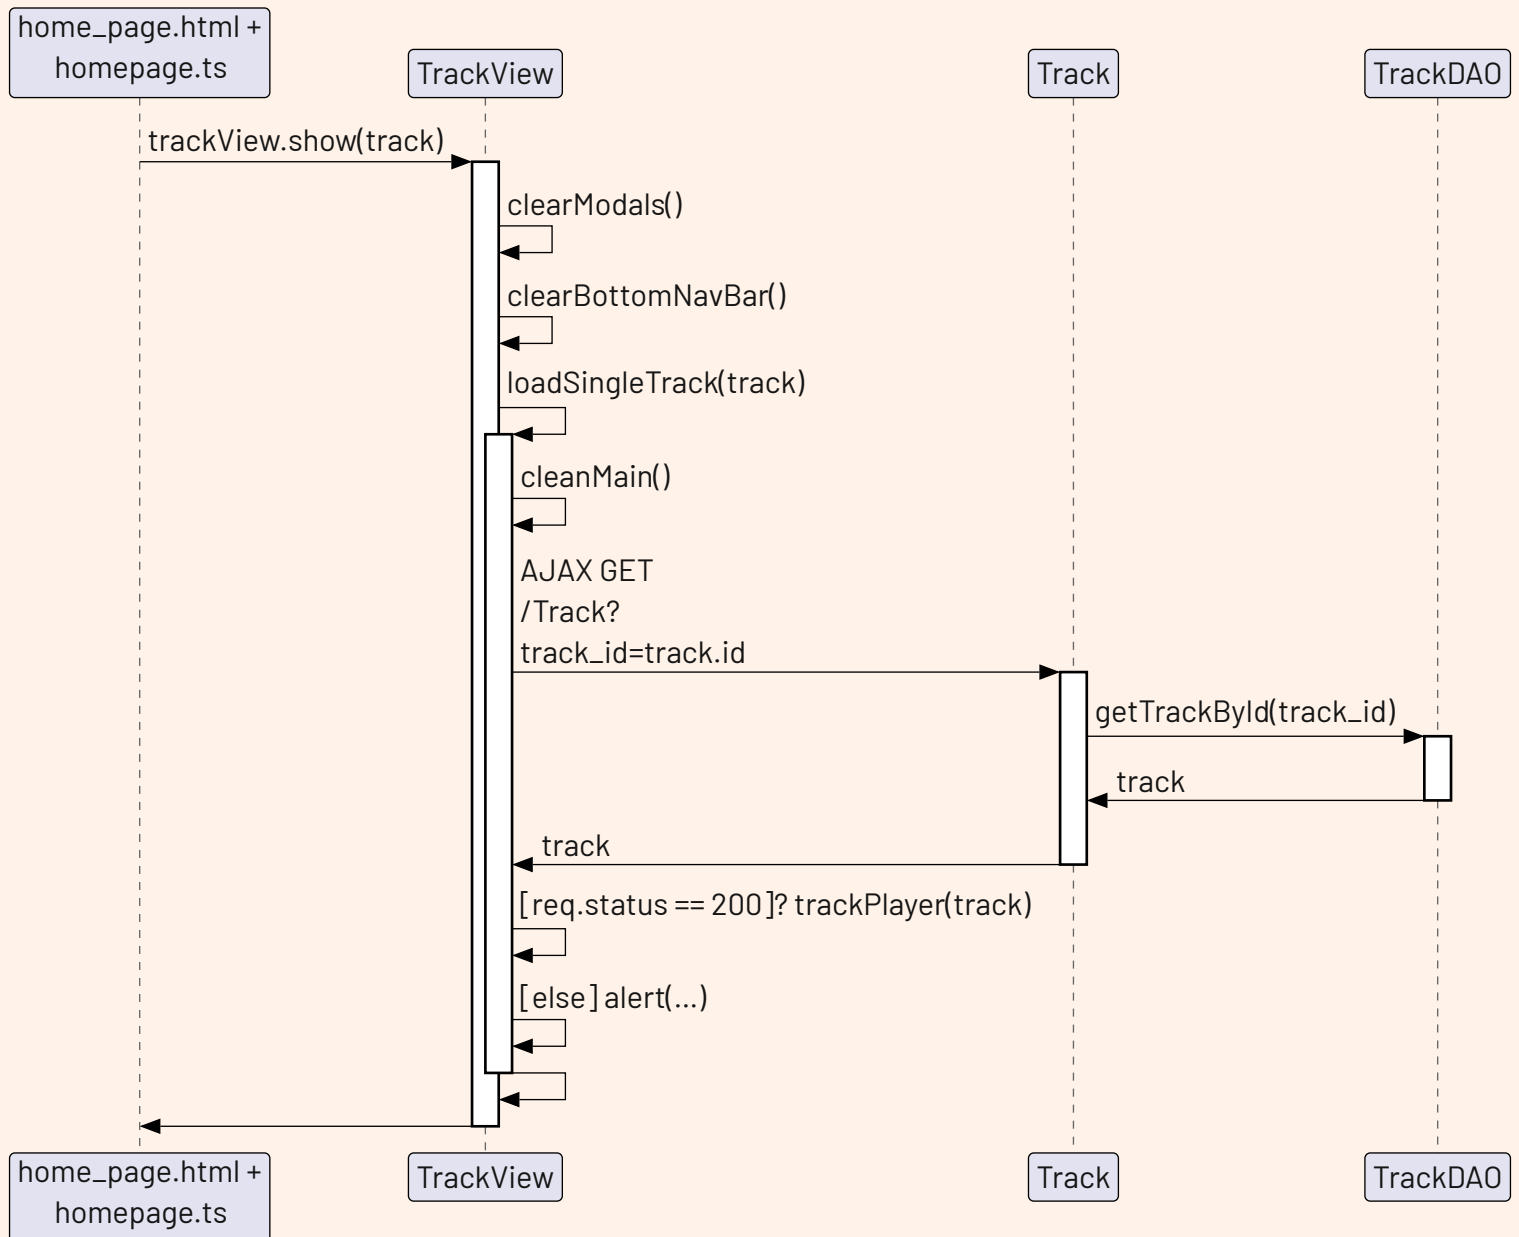 home_page.html +
homepage.ts
TrackView
Track
TrackDAO
trackView.show(track)
clearModals()
clearBottomNavBar()
loadSingleTrack(track)
cleanMain()
AJAX GET
/Track?
track_id=track.id
getTrackById(track_id)
track
track
[req.status == 200]? trackPlayer(track)
[else] alert(...)
home_page.html +
homepage.ts
TrackView
Track
TrackDAO